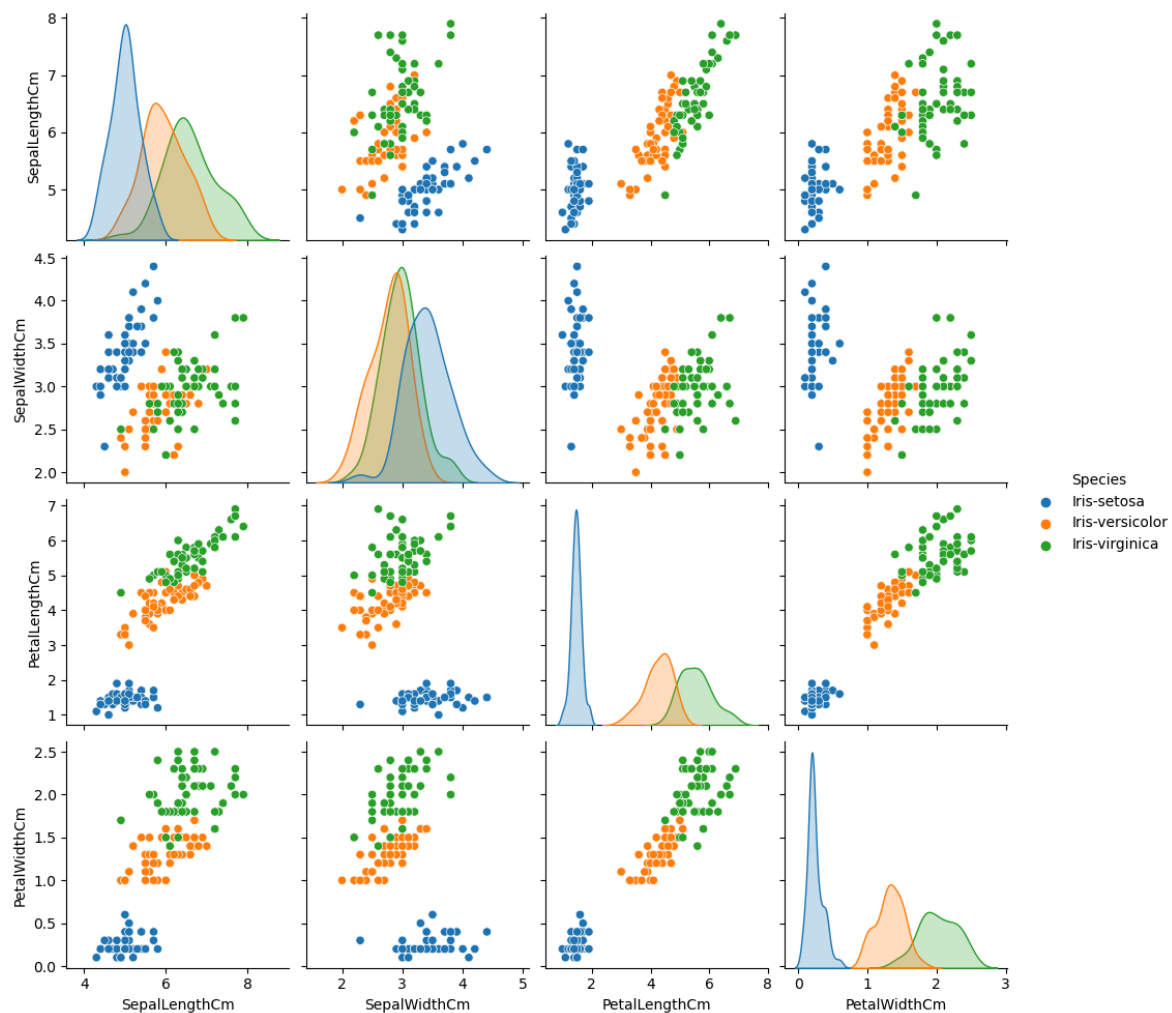 8
7
6
5
SepalLengthCm
4.5
4.0
3.5
3.0
2.5
2.0
SepalWidthCm
Species
Iris-setosa
Iris-versicolor
Iris-virginica
7
6
5
4
3
2
1
PetalLengthCm
2.5
2.0
1.5
1.0
0.5
0.0
PetalWidthCm
4 6 8
2 3 4 5
2 4 6 8
0 1 2 3
SepalLengthCm
SepalWidthCm
PetalLengthCm
PetalWidthCm